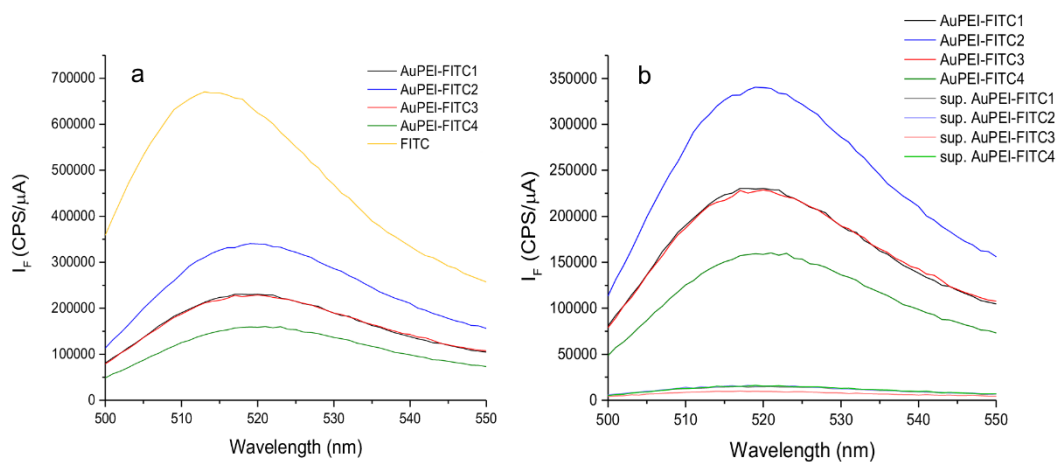 a
AuPEI-FITC1
AuPEI-FITC2
AuPEI-FITC3
AuPEI-FITC4
FITC
700000
600000
500000
400000
300000
200000
100000
0
I_F (CPS/µA)
500 510 520 530 540 550
Wavelength (nm)
b
AuPEI-FITC1
AuPEI-FITC2
AuPEI-FITC3
AuPEI-FITC4
sup. AuPEI-FITC1
sup. AuPEI-FITC2
sup. AuPEI-FITC3
sup. AuPEI-FITC4
350000
300000
250000
200000
150000
100000
50000
0
I_F (CPS/µA)
500 510 520 530 540 550
Wavelength (nm)